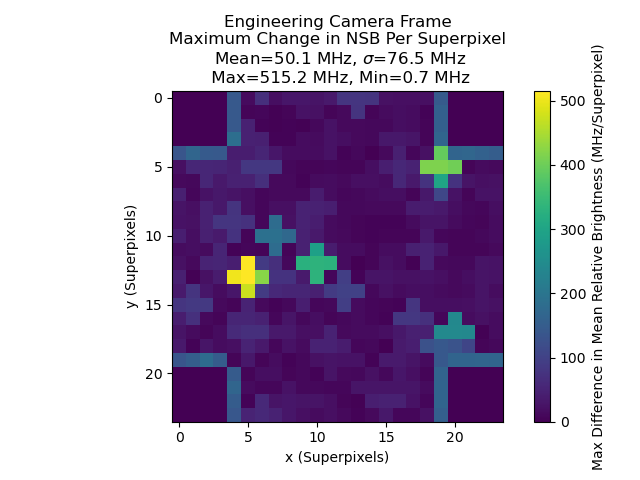 Engineering Camera Frame
Maximum Change in NSB Per Superpixel
Mean=50.1 MHz, σ=76.5 MHz
Max=515.2 MHz, Min=0.7 MHz
0
5
10
15
20
y (Superpixels)
0
5
10
15
20
x (Superpixels)
500
400
300
200
100
0
Max Difference in Mean Relative Brightness (MHz/Superpixel)